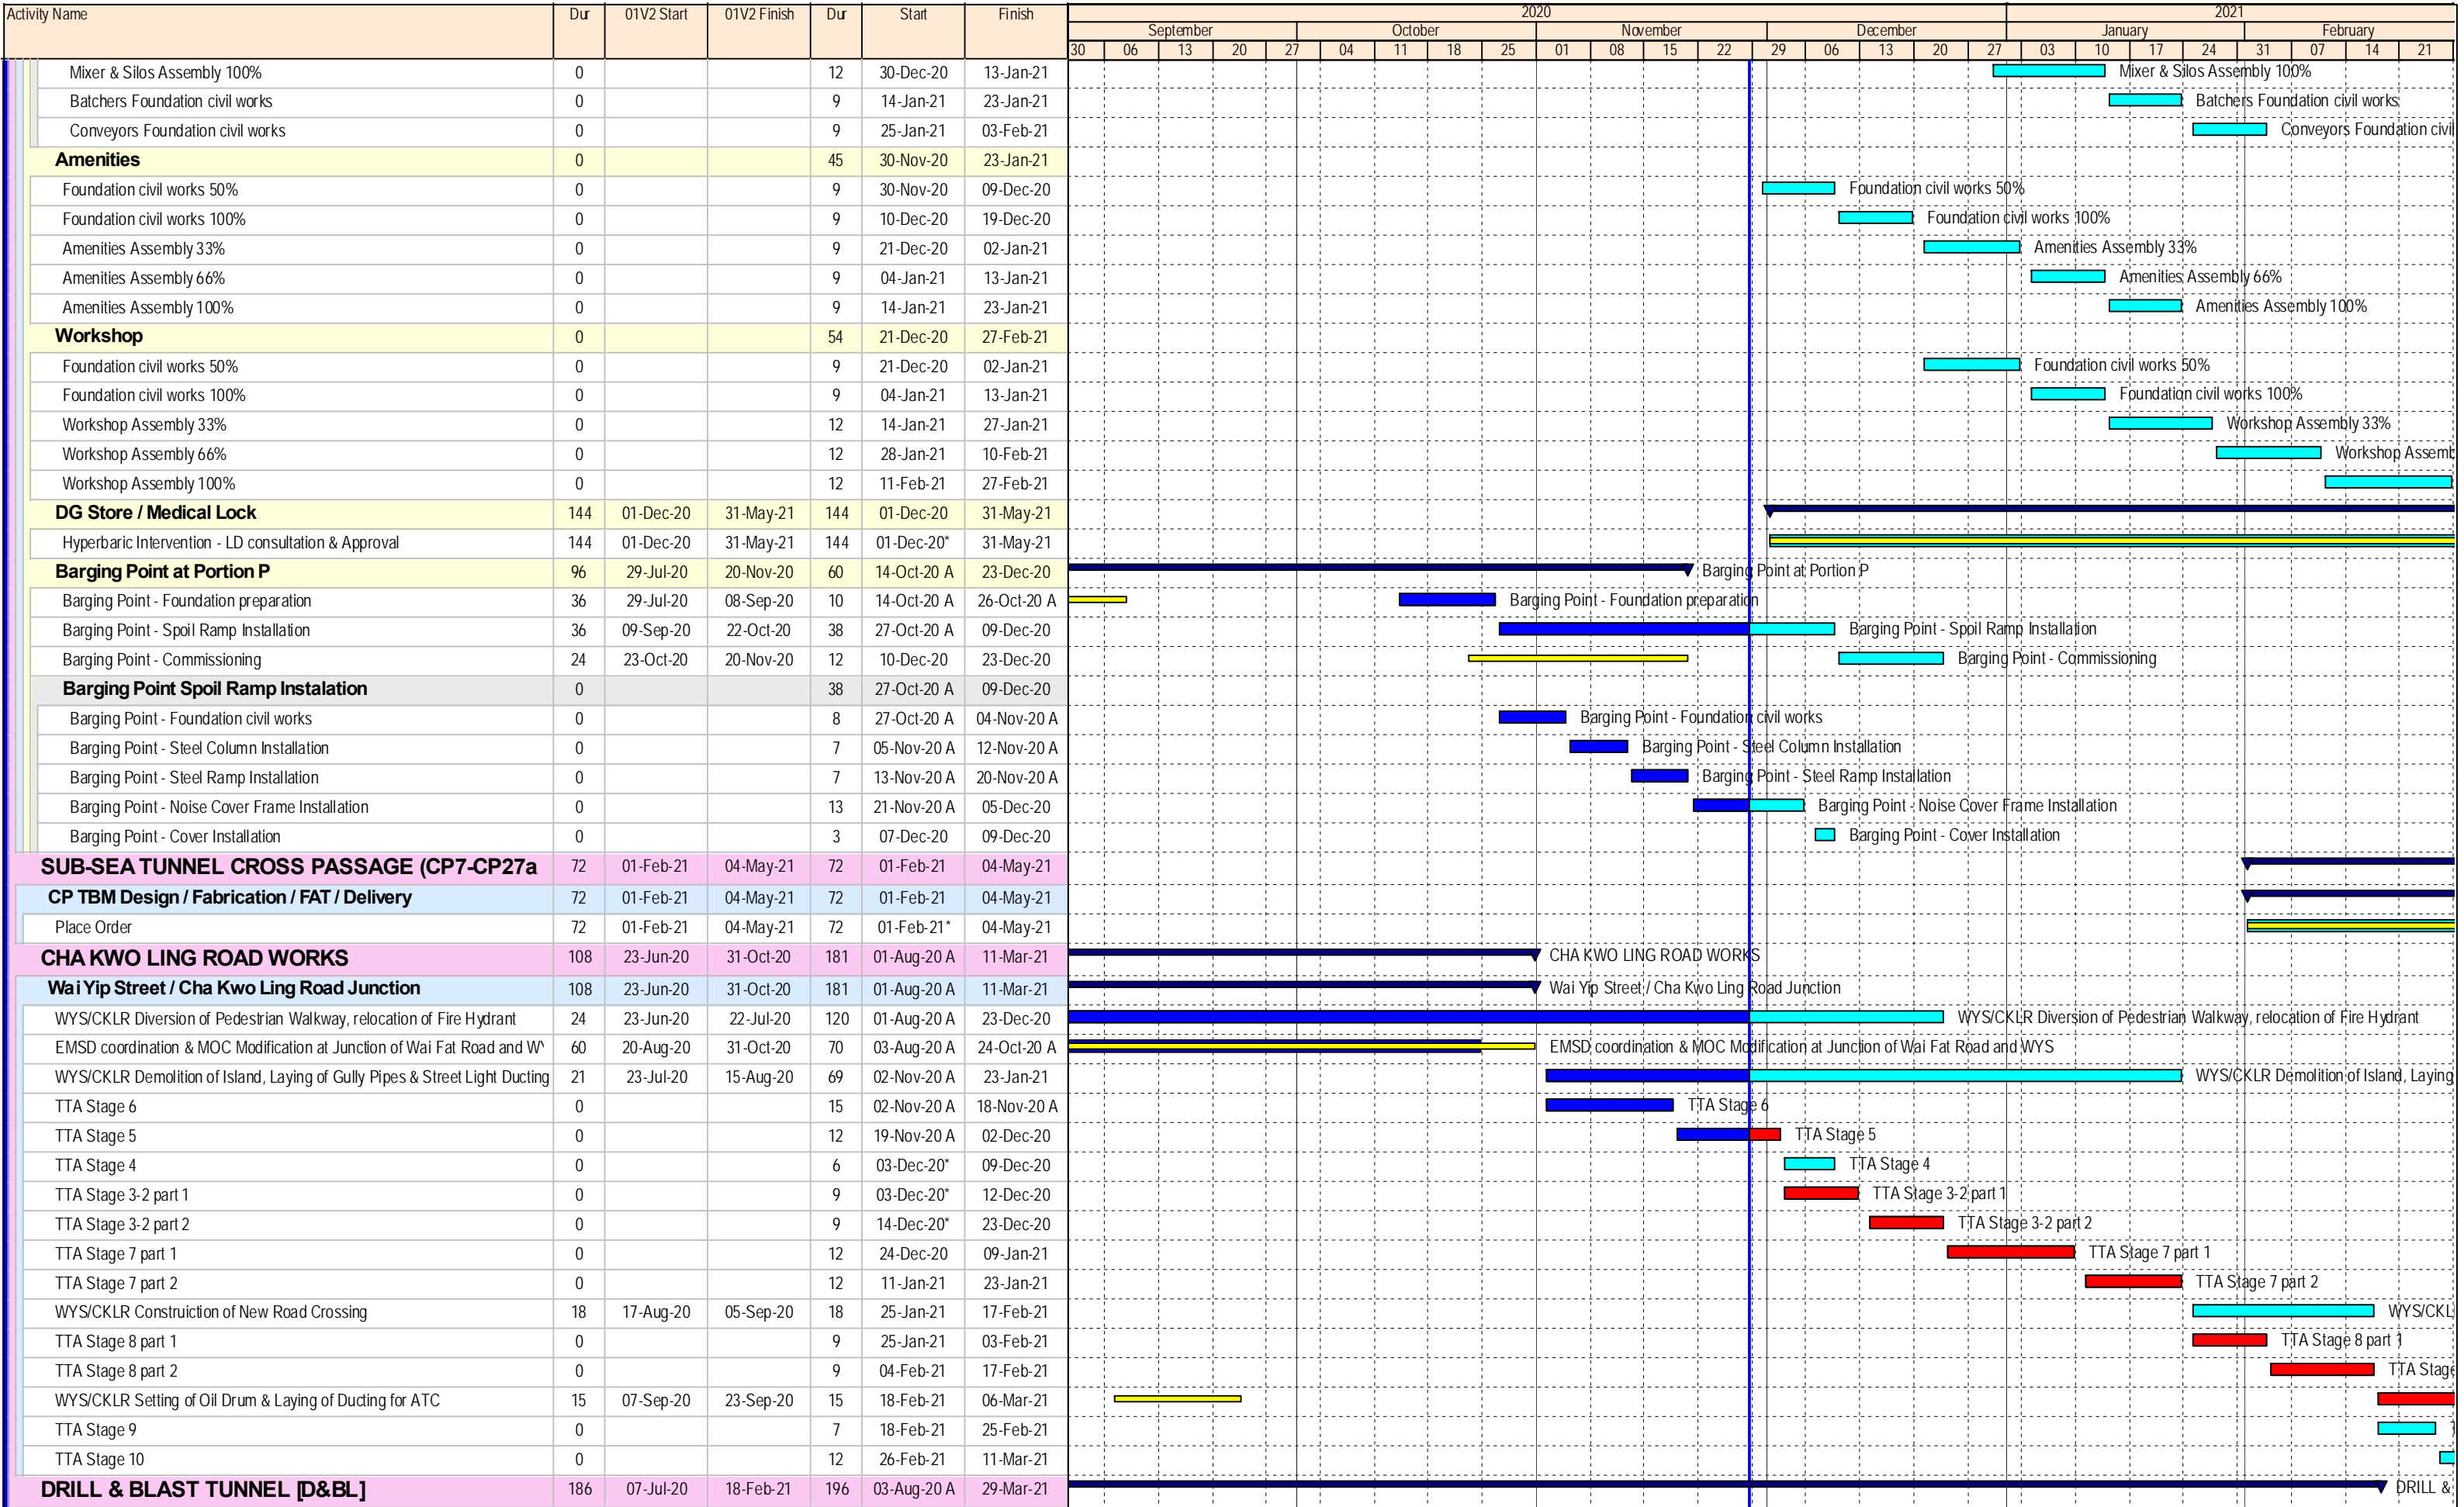 Activity Name Dur 01V2 Start 01V2 Finish Dur Start Finish 2020 2021
September October November December January February
30 06 13 20 27 04 11 18 25 01 08 15 22 29 06 13 20 27 03 10 17 24 31 07 14 21
Mixer & Silos Assembly 100% 0 12 30-Dec-20 13-Jan-21 Mixer & Silos Assembly 100%
Batchers Foundation civil works 0 9 14-Jan-21 23-Jan-21 Batchers Foundation civil works
Conveyors Foundation civil works 0 9 25-Jan-21 03-Feb-21 Conveyors Foundation civil
Amenities 0 45 30-Nov-20 23-Jan-21
Foundation civil works 50% 0 9 30-Nov-20 09-Dec-20 Foundation civil works 50%
Foundation civil works 100% 0 9 10-Dec-20 19-Dec-20 Foundation civil works 100%
Amenities Assembly 33% 0 9 21-Dec-20 02-Jan-21 Amenities Assembly 33%
Amenities Assembly 66% 0 9 04-Jan-21 13-Jan-21 Amenities Assembly 66%
Amenities Assembly 100% 0 9 14-Jan-21 23-Jan-21 Amenities Assembly 100%
Workshop 0 54 21-Dec-20 27-Feb-21
Foundation civil works 50% 0 9 21-Dec-20 02-Jan-21 Foundation civil works 50%
Foundation civil works 100% 0 9 04-Jan-21 13-Jan-21 Foundation civil works 100%
Workshop Assembly 33% 0 12 14-Jan-21 27-Jan-21 Workshop Assembly 33%
Workshop Assembly 66% 0 12 28-Jan-21 10-Feb-21 Workshop Assemb
Workshop Assembly 100% 0 12 11-Feb-21 27-Feb-21
DG Store / Medical Lock 144 01-Dec-20 31-May-21 144 01-Dec-20 31-May-21
Hyperbaric Intervention - LD consultation & Approval 144 01-Dec-20 31-May-21 144 01-Dec-20* 31-May-21
Barging Point at Portion P 96 29-Jul-20 20-Nov-20 60 14-Oct-20 A 23-Dec-20 Barging Point at Portion P
Barging Point - Foundation preparation 36 29-Jul-20 08-Sep-20 10 14-Oct-20 A 26-Oct-20 A Barging Point - Foundation preparation
Barging Point - Spoil Ramp Installation 36 09-Sep-20 22-Oct-20 38 27-Oct-20 A 09-Dec-20 Barging Point - Spoil Ramp Installation
Barging Point - Commissioning 24 23-Oct-20 20-Nov-20 12 10-Dec-20 23-Dec-20 Barging Point - Commissioning
Barging Point Spoil Ramp Instalation 0 38 27-Oct-20 A 09-Dec-20
Barging Point - Foundation civil works 0 8 27-Oct-20 A 04-Nov-20 A Barging Point - Foundation civil works
Barging Point - Steel Column Installation 0 7 05-Nov-20 A 12-Nov-20 A Barging Point - Steel Column Installation
Barging Point - Steel Ramp Installation 0 7 13-Nov-20 A 20-Nov-20 A Barging Point - Steel Ramp Installation
Barging Point - Noise Cover Frame Installation 0 13 21-Nov-20 A 05-Dec-20 Barging Point - Noise Cover Frame Installation
Barging Point - Cover Installation 0 3 07-Dec-20 09-Dec-20 Barging Point - Cover Installation
SUB-SEA TUNNEL CROSS PASSAGE (CP7-CP27a 72 01-Feb-21 04-May-21 72 01-Feb-21 04-May-21
CP TBM Design / Fabrication / FAT / Delivery 72 01-Feb-21 04-May-21 72 01-Feb-21 04-May-21
Place Order 72 01-Feb-21 04-May-21 72 01-Feb-21* 04-May-21
CHA KWO LING ROAD WORKS 108 23-Jun-20 31-Oct-20 181 01-Aug-20 A 11-Mar-21 CHA KWO LING ROAD WORKS
Wai Yip Street / Cha Kwo Ling Road Junction 108 23-Jun-20 31-Oct-20 181 01-Aug-20 A 11-Mar-21 Wai Yip Street / Cha Kwo Ling Road Junction
WYS/CKLR Diversion of Pedestrian Walkway, relocation of Fire Hydrant 24 23-Jun-20 22-Jul-20 120 01-Aug-20 A 23-Dec-20 WYS/CKLR Diversion of Pedestrian Walkway, relocation of Fire Hydrant
EMSD coordination & MOC Modification at Junction of Wai Fat Road and W 60 20-Aug-20 31-Oct-20 70 03-Aug-20 A 24-Oct-20 A EMSD coordination & MOC Modification at Junction of Wai Fat Road and WYS
WYS/CKLR Demolition of Island, Laying of Gully Pipes & Street Light Ducting 21 23-Jul-20 15-Aug-20 69 02-Nov-20 A 23-Jan-21 WYS/CKLR Demolition of Island, Laying
TTA Stage 6 0 15 02-Nov-20 A 18-Nov-20 A TTA Stage 6
TTA Stage 5 0 12 19-Nov-20 A 02-Dec-20 TTA Stage 5
TTA Stage 4 0 6 03-Dec-20* 09-Dec-20 TTA Stage 4
TTA Stage 3-2 part 1 0 9 03-Dec-20* 12-Dec-20 TTA Stage 3-2 part 1
TTA Stage 3-2 part 2 0 9 14-Dec-20* 23-Dec-20 TTA Stage 3-2 part 2
TTA Stage 7 part 1 0 12 24-Dec-20 09-Jan-21 TTA Stage 7 part 1
TTA Stage 7 part 2 0 12 11-Jan-21 23-Jan-21 TTA Stage 7 part 2
WYS/CKLR Construiction of New Road Crossing 18 17-Aug-20 05-Sep-20 18 25-Jan-21 17-Feb-21 WYS/CKL
TTA Stage 8 part 1 0 9 25-Jan-21 03-Feb-21 TTA Stage 8 part 1
TTA Stage 8 part 2 0 9 04-Feb-21 17-Feb-21 TTA Stage
WYS/CKLR Setting of Oil Drum & Laying of Ducting for ATC 15 07-Sep-20 23-Sep-20 15 18-Feb-21 06-Mar-21
TTA Stage 9 0 7 18-Feb-21 25-Feb-21
TTA Stage 10 0 12 26-Feb-21 11-Mar-21
DRILL & BLAST TUNNEL [D&BL] 186 07-Jul-20 18-Feb-21 196 03-Aug-20 A 29-Mar-21 DRILL &